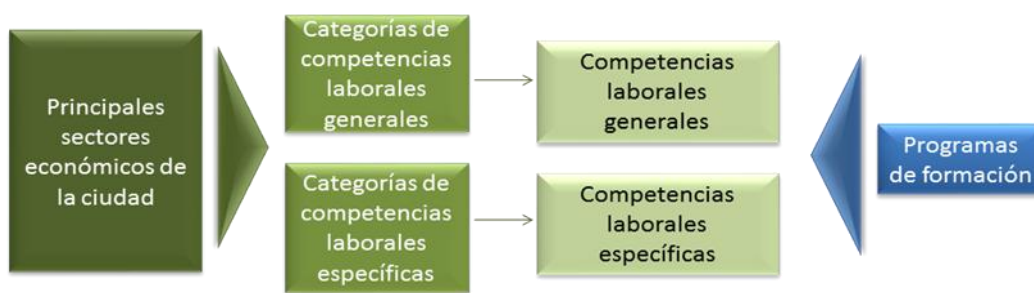 Principales
sectores
económicos de
la ciudad
Categorías de
competencias
laborales
generales
Competencias
laborales
generales
Categorías de
competencias
laborales
específicas
Competencias
laborales
específicas
Programas
de formación